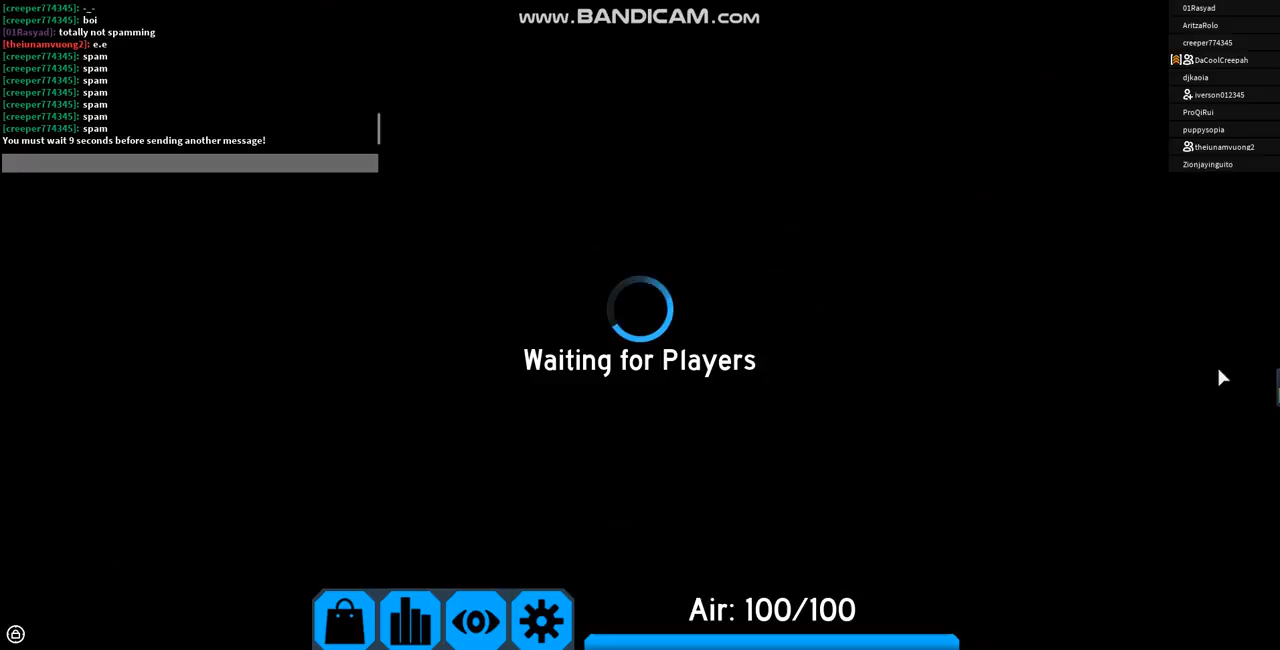 [creeper774345]: -_-
[creeper774345]: boi
[01Rasyad]: totally not spamming
[theiunamvuong2]: e.e
[creeper774345]: spam
[creeper774345]: spam
[creeper774345]: spam
[creeper774345]: spam
[creeper774345]: spam
[creeper774345]: spam
[creeper774345]: spam
You must wait 9 seconds before sending another message!
www.BANDICAM.com
01Rasyad
AritzaRolo
creeper774345
DaCoolCreepah
djkaoia
iverson012345
ProQiRui
puppysopia
theiunamvuong2
Zionjayinguito
Waiting for Players
Air: 100/100